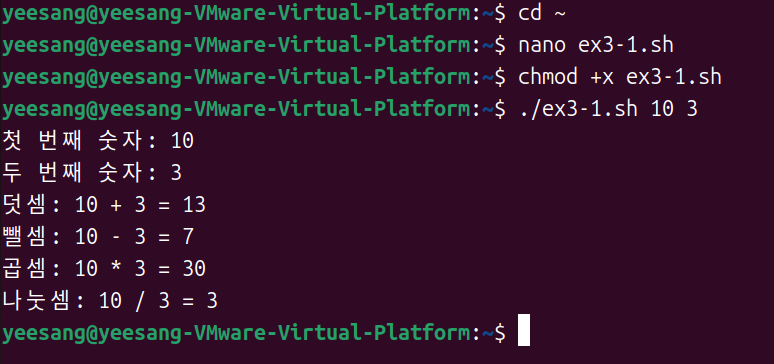 yeesang@yeesang-VMware-Virtual-Platform:~$ cd ~
yeesang@yeesang-VMware-Virtual-Platform:~$ nano ex3-1.sh
yeesang@yeesang-VMware-Virtual-Platform:~$ chmod +x ex3-1.sh
yeesang@yeesang-VMware-Virtual-Platform:~$ ./ex3-1.sh 10 3
첫 번째 숫자: 10
두 번째 숫자: 3
덧셈: 10 + 3 = 13
뺄셈: 10 - 3 = 7
곱셈: 10 * 3 = 30
나눗셈: 10 / 3 = 3
yeesang@yeesang-VMware-Virtual-Platform:~$